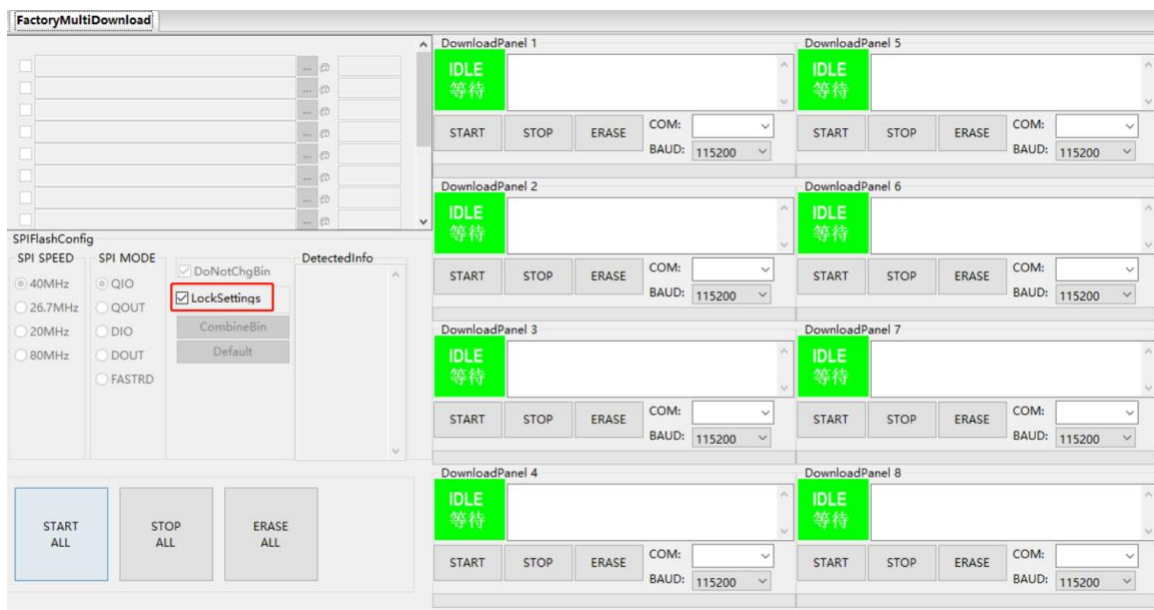 FactoryMultiDownload
...
@
...
@
...
@
...
@
...
@
...
@
...
@
...
@
SPIFlashConfig
SPI SPEED
40MHz
26.7MHz
20MHz
80MHz
SPI MODE
QIO
QOUT
DIO
DOUT
FASTRD
DoNotChgBin
LockSettings
CombineBin
Default
DetectedInfo
START
ALL
STOP
ALL
ERASE
ALL
DownloadPanel 1
IDLE
等待
START STOP ERASE COM:
BAUD: 115200
DownloadPanel 2
IDLE
等待
START STOP ERASE COM:
BAUD: 115200
DownloadPanel 3
IDLE
等待
START STOP ERASE COM:
BAUD: 115200
DownloadPanel 4
IDLE
等待
START STOP ERASE COM:
BAUD: 115200
DownloadPanel 5
IDLE
等待
START STOP ERASE COM:
BAUD: 115200
DownloadPanel 6
IDLE
等待
START STOP ERASE COM:
BAUD: 115200
DownloadPanel 7
IDLE
等待
START STOP ERASE COM:
BAUD: 115200
DownloadPanel 8
IDLE
等待
START STOP ERASE COM:
BAUD: 115200